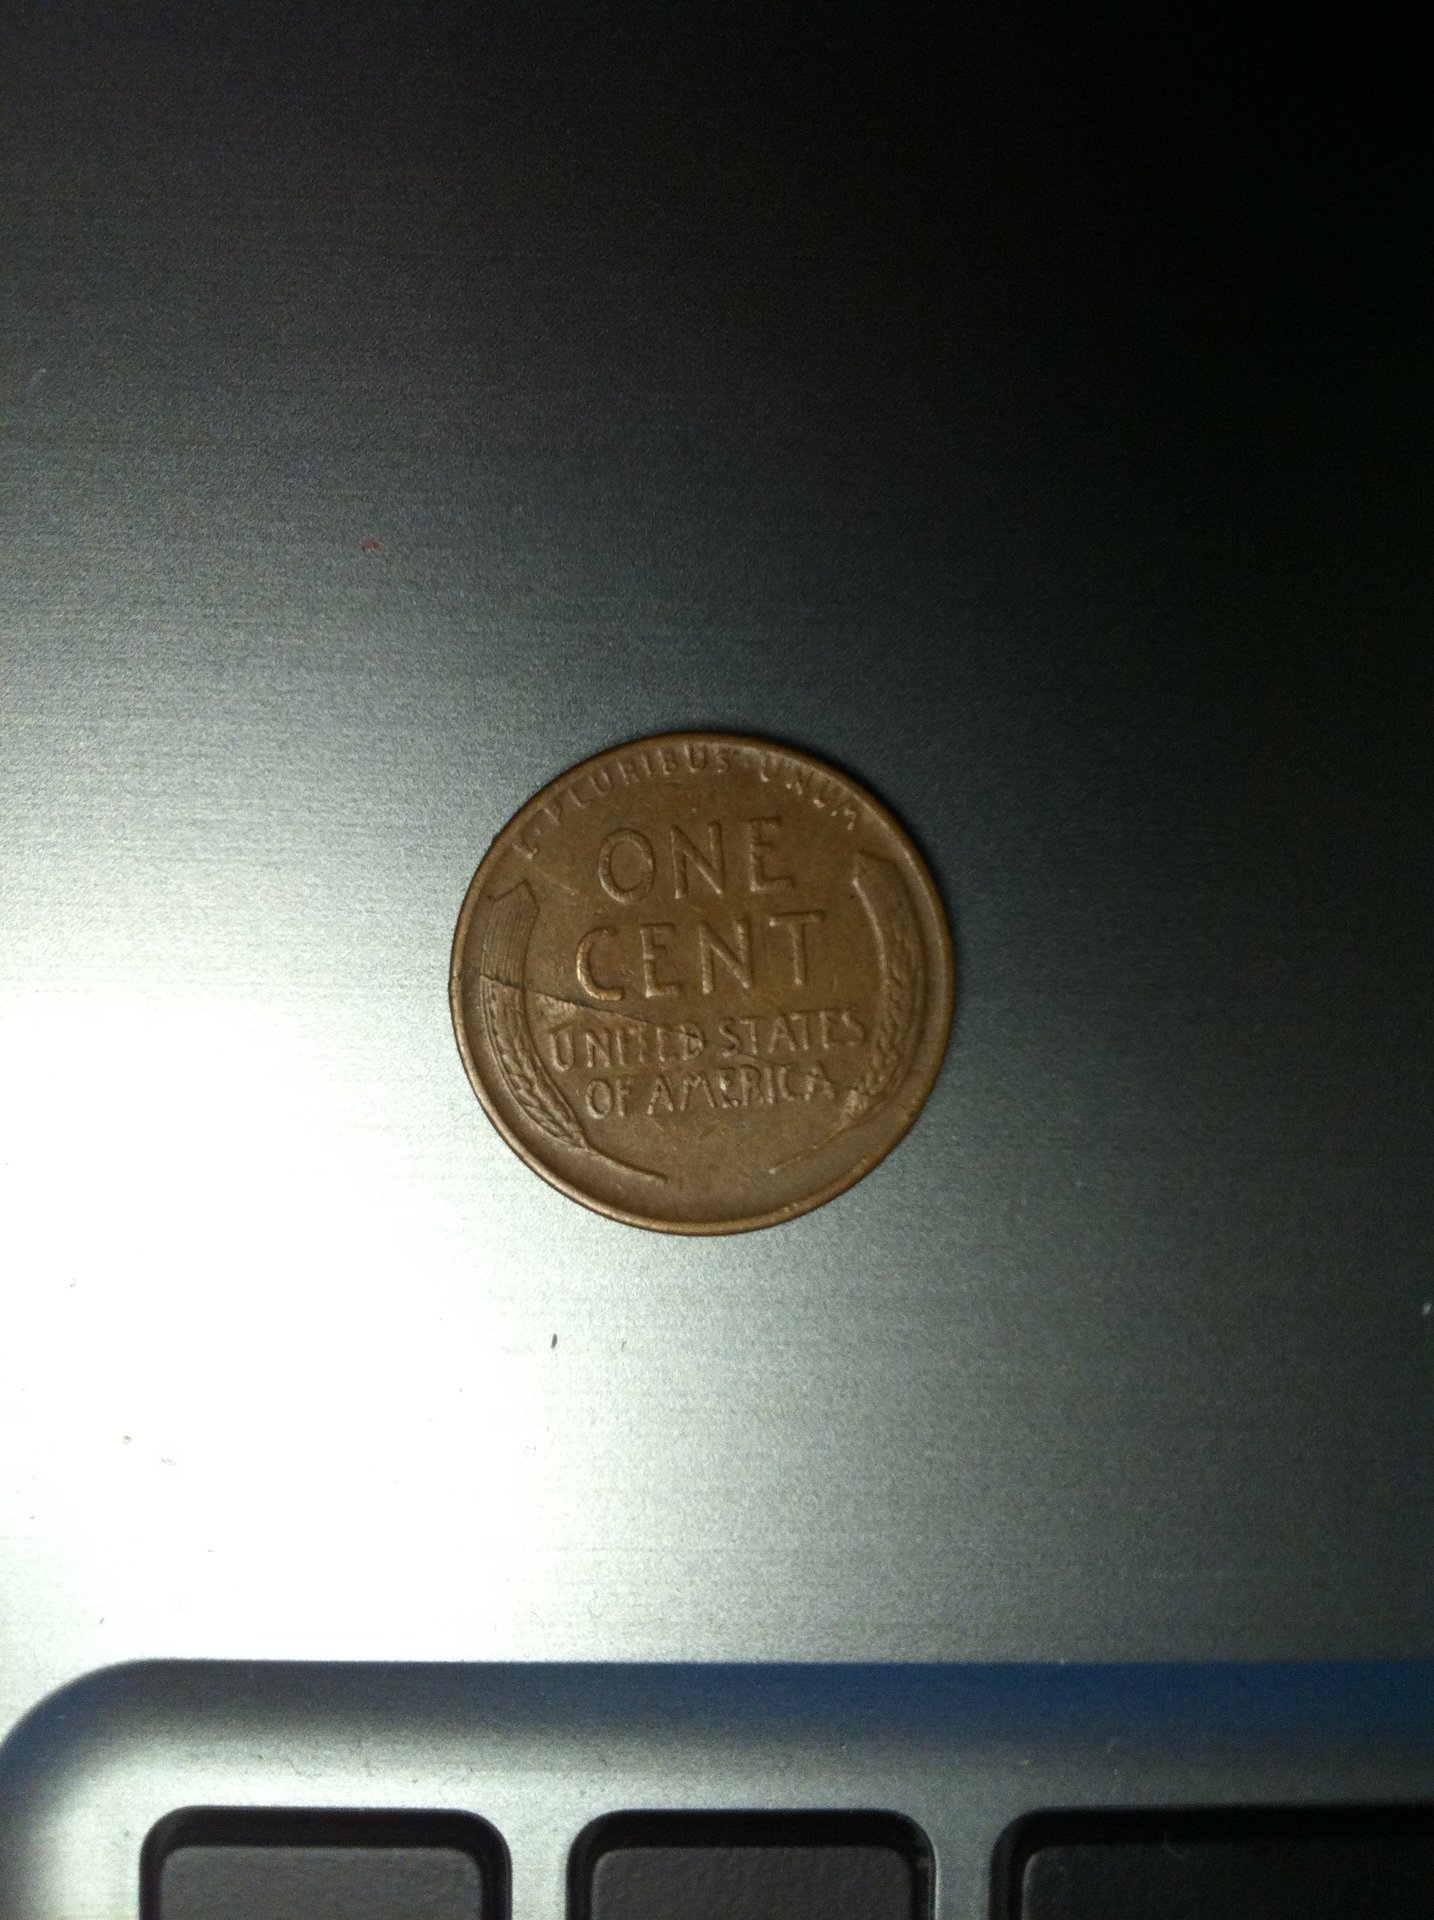 E·PLURIBUS·UNUM
ONE
CENT
UNITED STATES
OF AMERICA